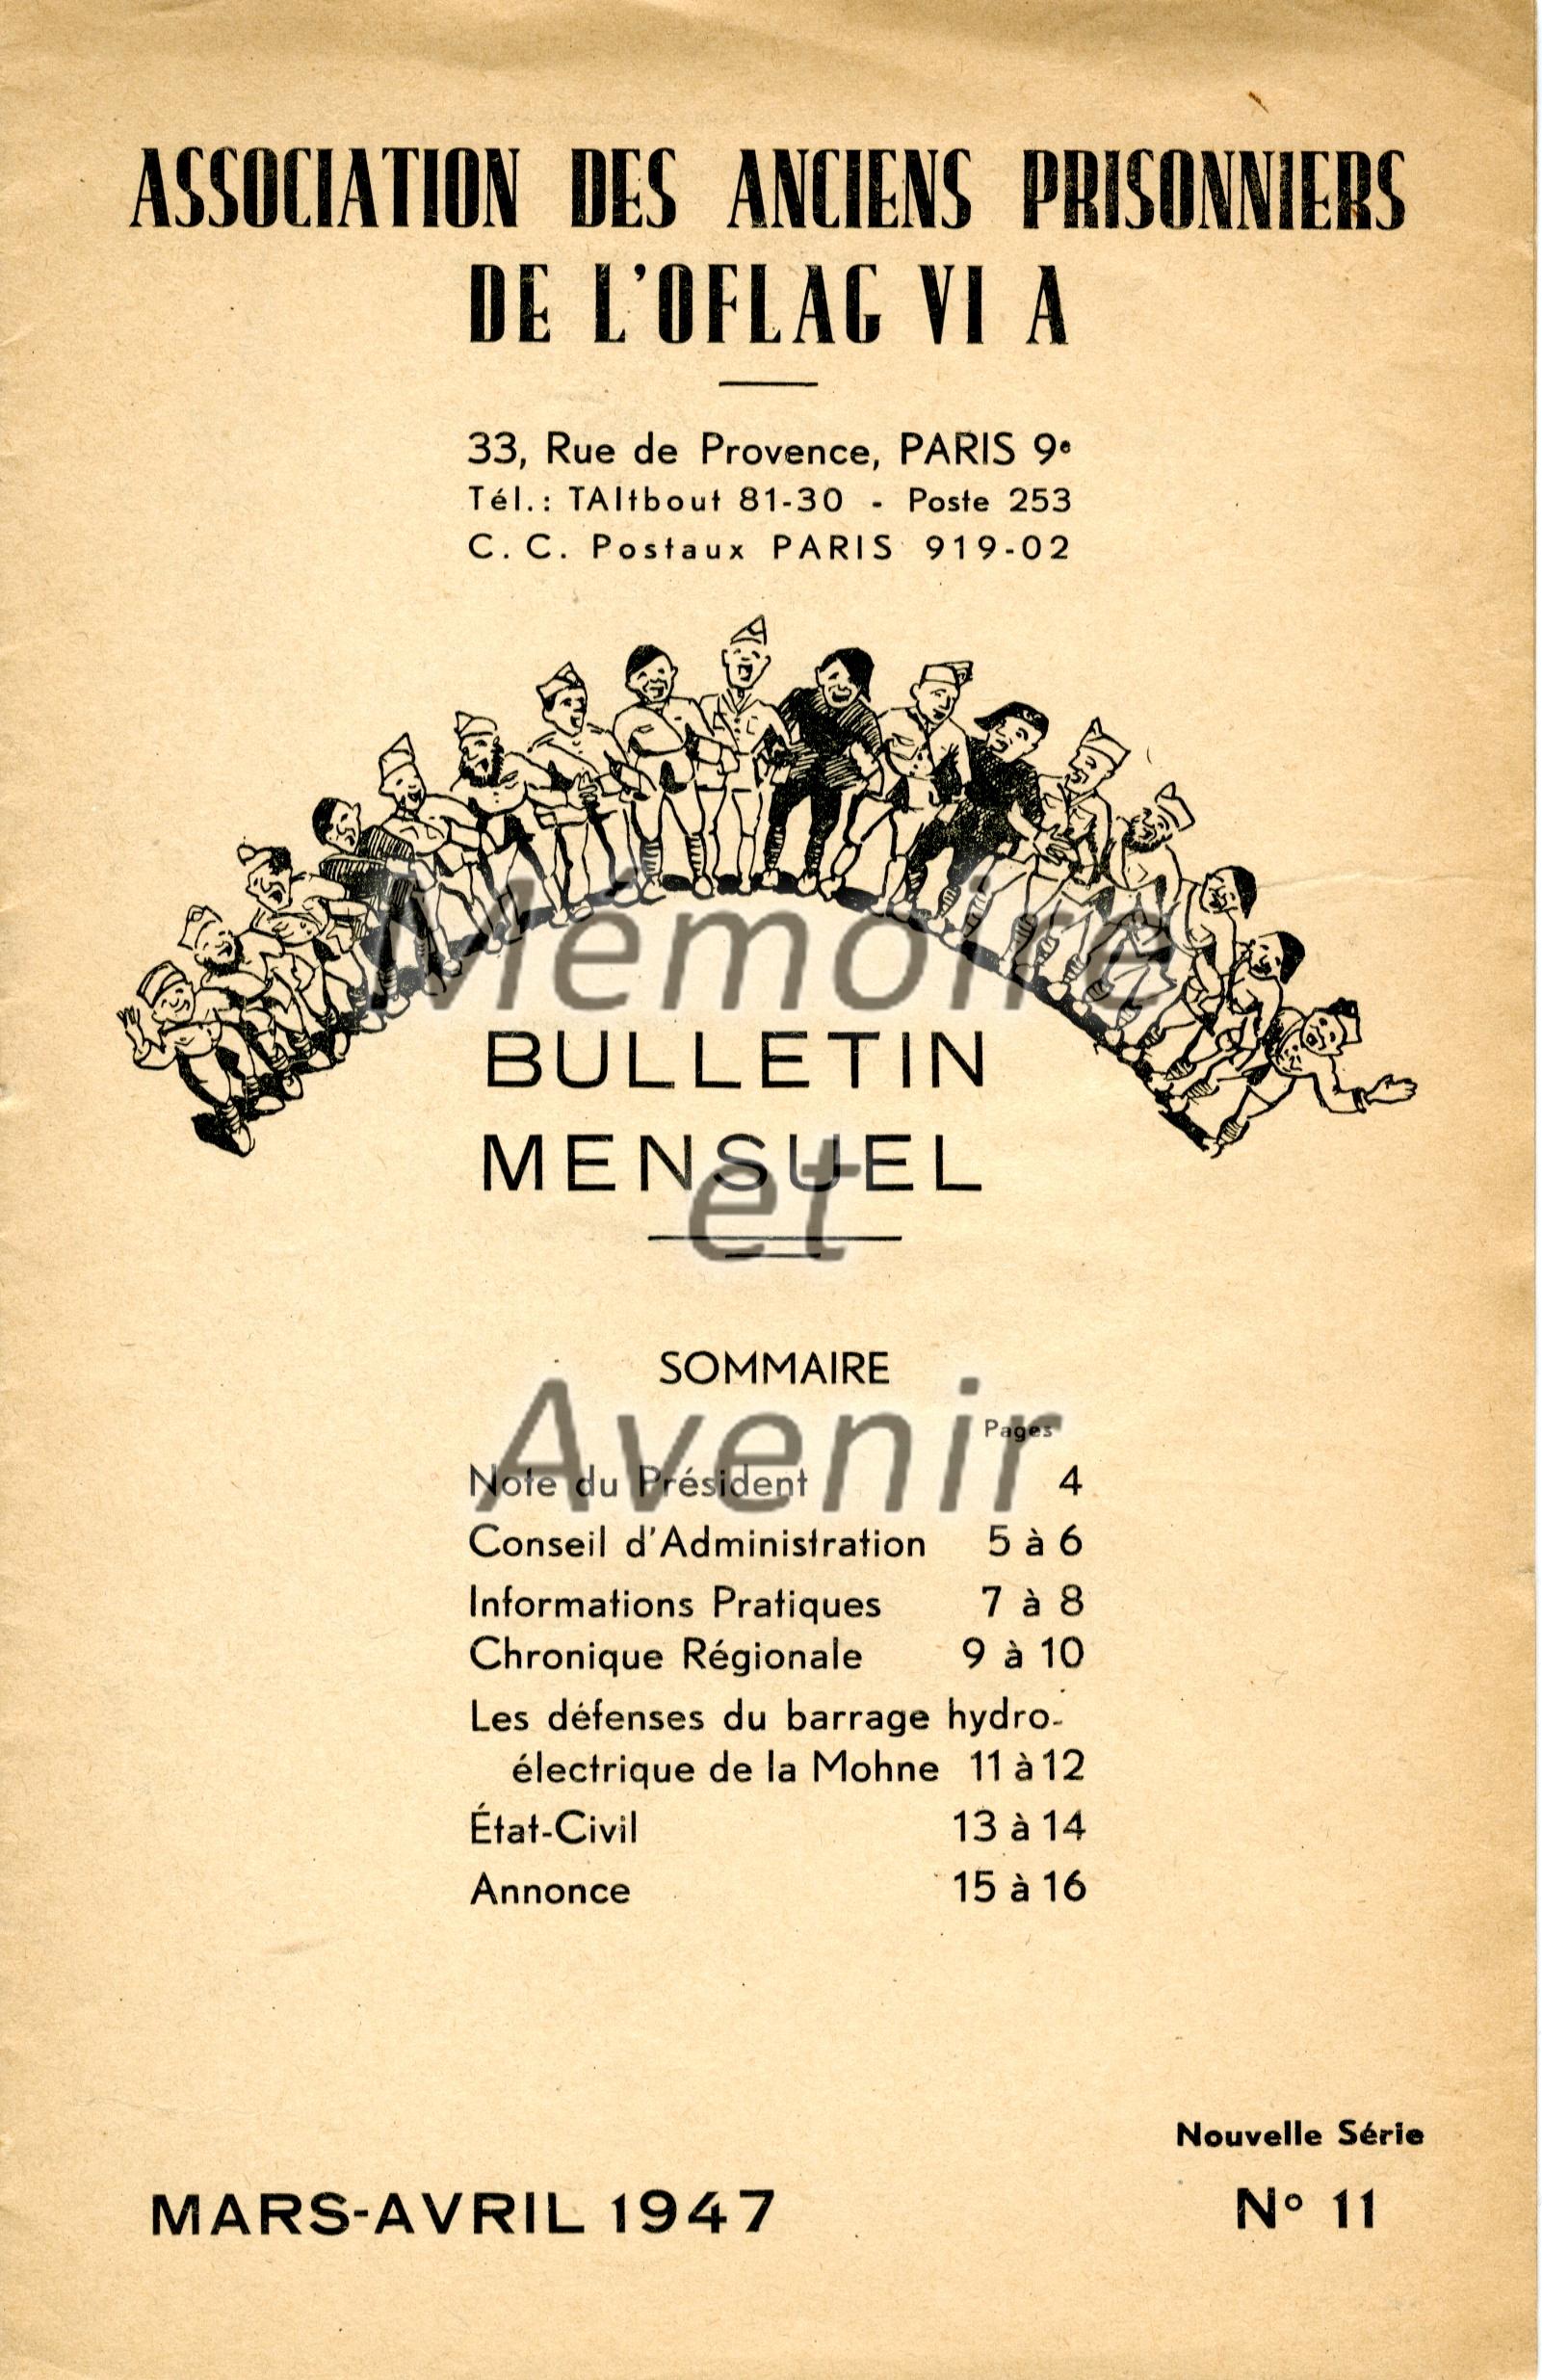 ASSOCIATION DES ANCIENS PRISONNIERS
DE L'OFLAG VI A
33, Rue de Provence, PARIS 9e
Tél.: TAItbout 81-30 - Poste 253
C. C. Postaux PARIS 919-02
Mémoire
BULLETIN
MENSUEL
et
SOMMAIRE
Avenir
Pages
Note du Président 4
Conseil d'Administration 5 à 6
Informations Pratiques 7 à 8
Chronique Régionale 9 à 10
Les défenses du barrage hydro-
électrique de la Mohne 11 à 12
État-Civil 13 à 14
Annonce 15 à 16
Nouvelle Série
MARS-AVRIL 1947 No 11